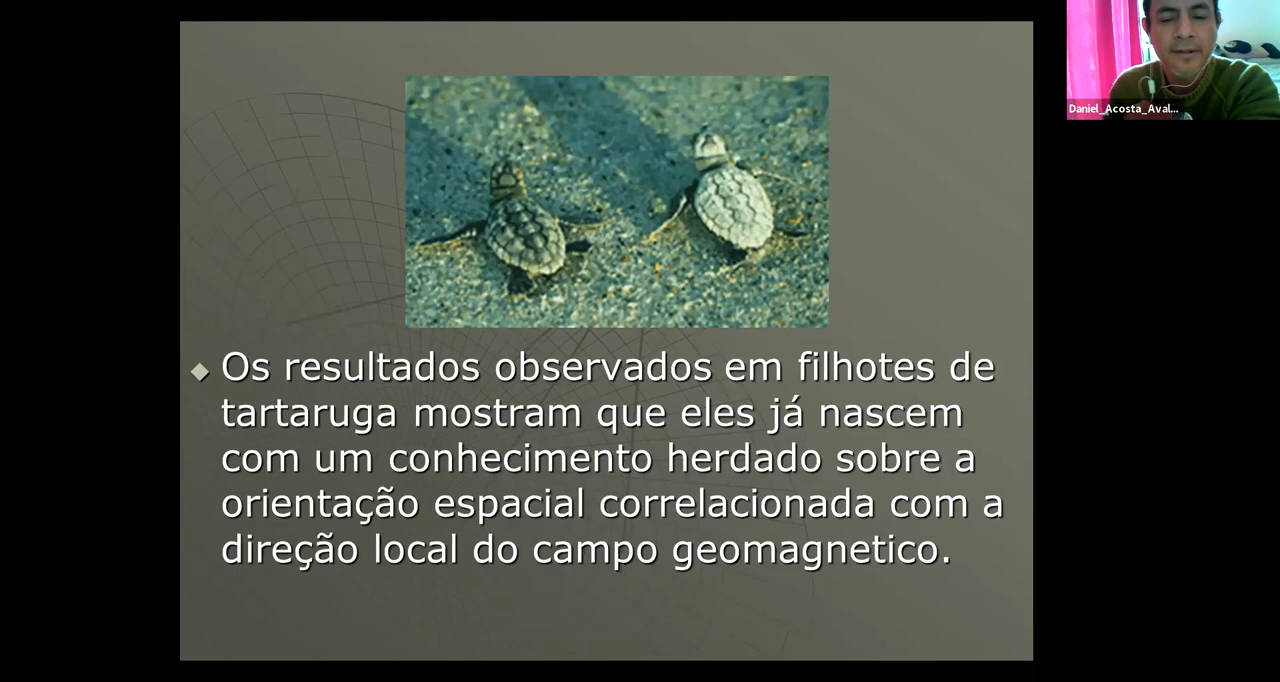 Daniel_Acosta_Aval...
Os resultados observados em filhotes de
tartaruga mostram que eles já nascem
com um conhecimento herdado sobre a
orientação espacial correlacionada com a
direção local do campo geomagnetico.